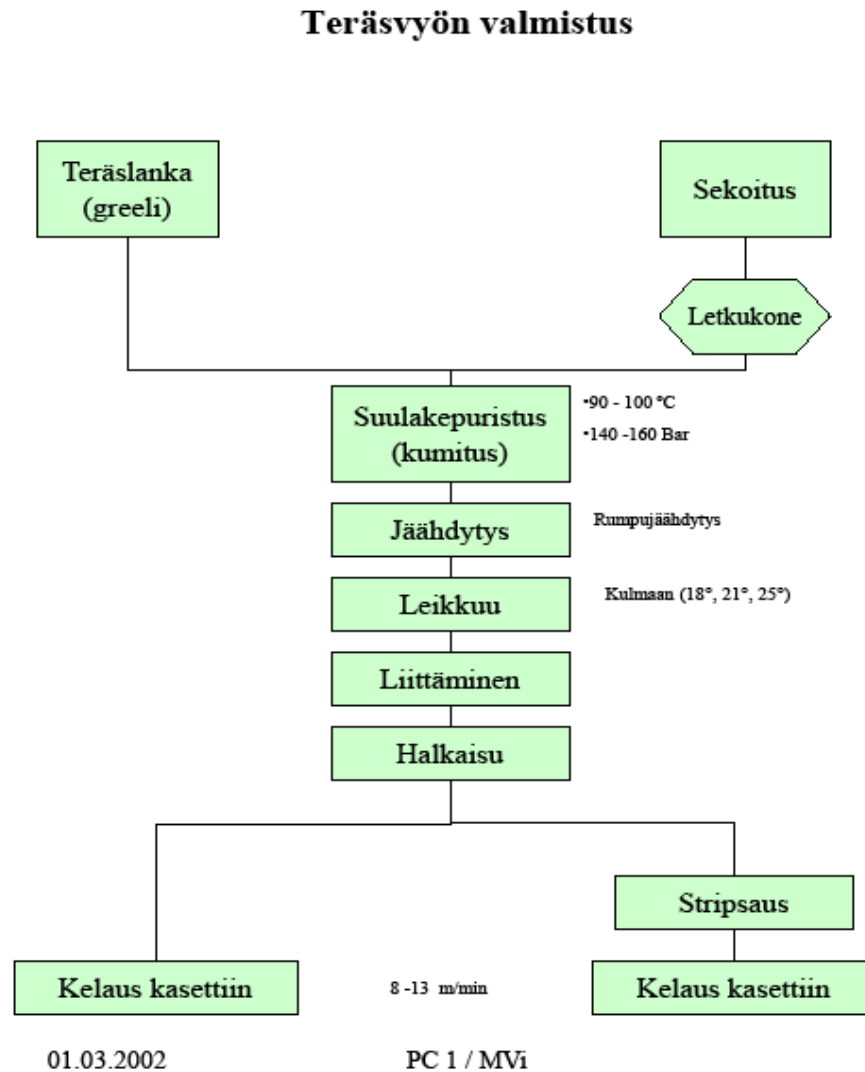 Teräsvyön valmistus
Teräslanka
(greeli)
Sekoitus
Letkukone
Suulakepuristus
(kumitus)
•90 - 100 °C
•140 -160 Bar
Jäähdytys
Rumpujäähdytys
Leikkuu
Kulmaan (18°, 21°, 25°)
Liittäminen
Halkaisu
Stripsaus
Kelaus kasettiin
8 -13 m/min
Kelaus kasettiin
01.03.2002
PC 1 / MVi